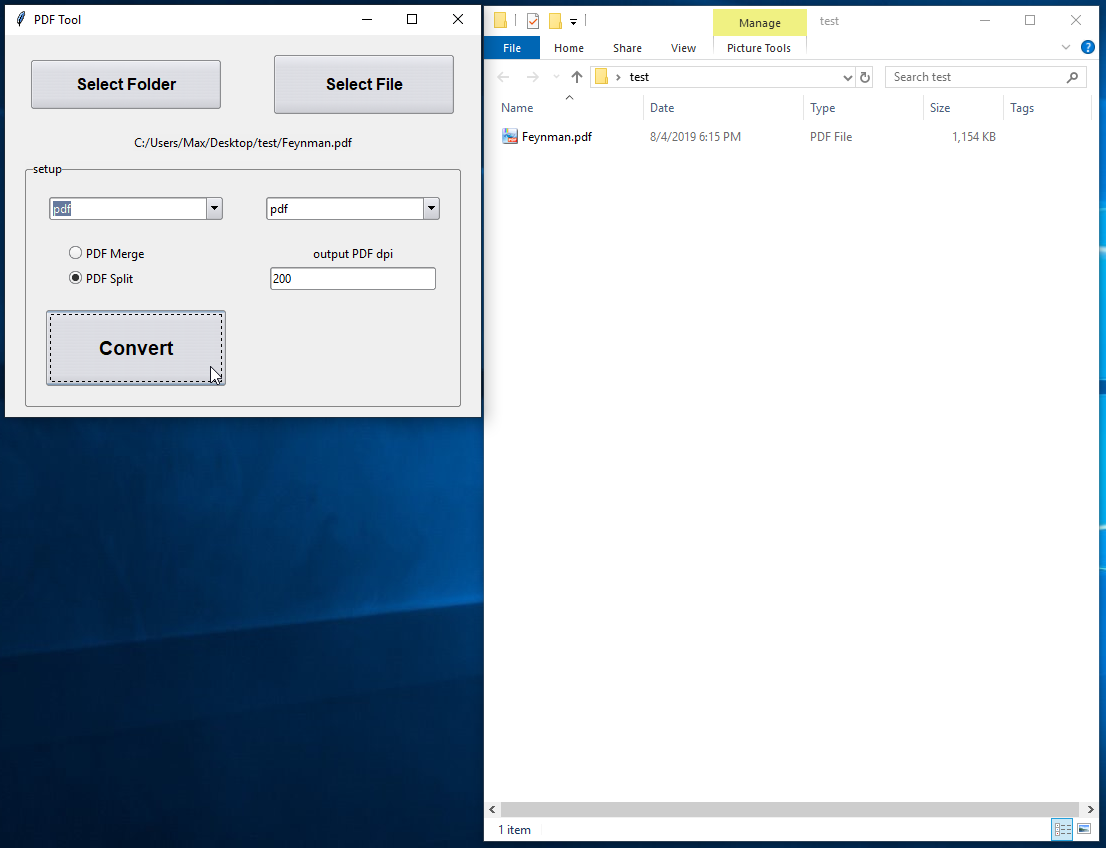 PDF Tool
Select Folder
Select File
C:/Users/Max/Desktop/test/Feynman.pdf
setup
pdf
pdf
PDF Merge
PDF Split
output PDF dpi
200
Convert
Manage
test
File
Home
Share
View
Picture Tools
?
test
Search test
Name
Date
Type
Size
Tags
Feynman.pdf
8/4/2019 6:15 PM
PDF File
1,154 KB
1 item